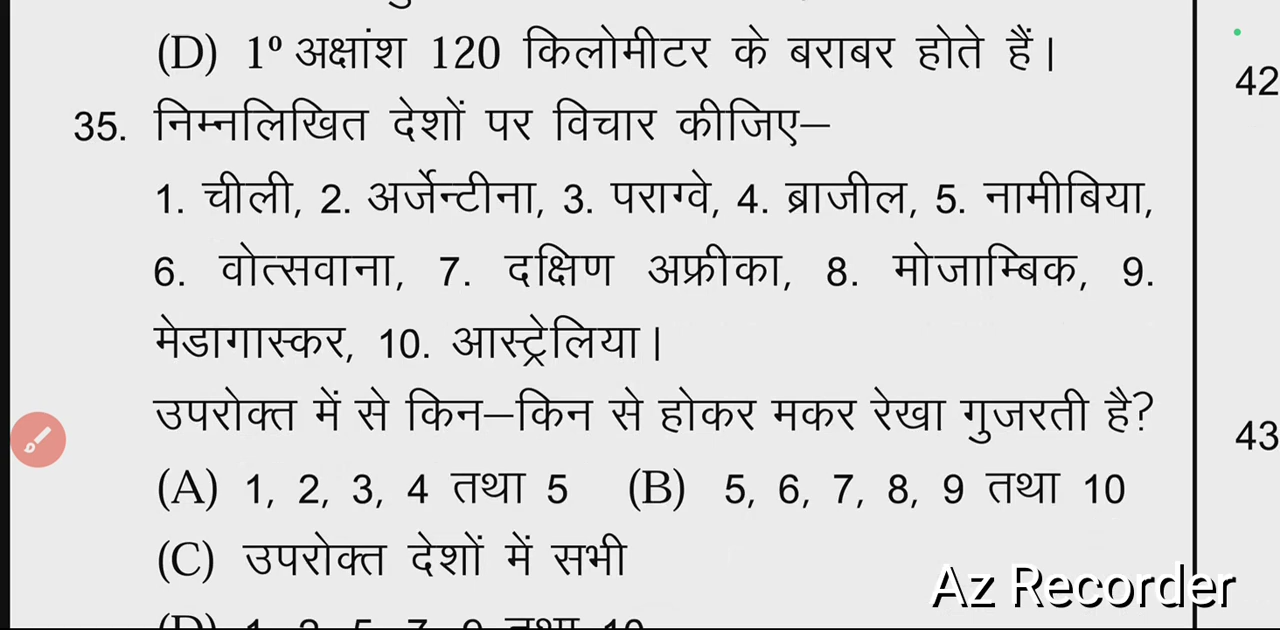 (D) 1⁰ अक्षांश 120 किलोमीटर के बराबर होते हैं।
42
35. निम्नलिखित देशों पर विचार कीजिए–
1. चीली, 2. अर्जेन्टीना, 3. पराग्वे, 4. ब्राजील, 5. नामीबिया,
6. वोत्सवाना, 7. दक्षिण अफ्रीका, 8. मोजाम्बिक, 9.
मेडागास्कर, 10. आस्ट्रेलिया।
उपरोक्त में से किन–किन से होकर मकर रेखा गुजरती है?
43
(A) 1, 2, 3, 4 तथा 5 (B) 5, 6, 7, 8, 9 तथा 10
(C) उपरोक्त देशों में सभी
Az Recorder